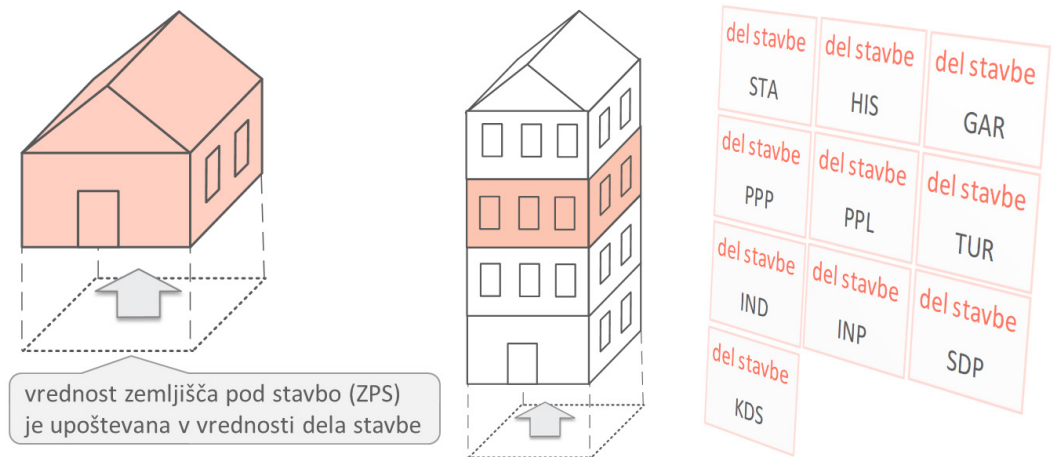 vrednost zemljišča pod stavbo (ZPS)
je upoštevana v vrednosti dela stavbe
del stavbe
STA
del stavbe
HIS
del stavbe
GAR
del stavbe
PPP
del stavbe
PPL
del stavbe
TUR
del stavbe
IND
del stavbe
INP
del stavbe
SDP
del stavbe
KDS